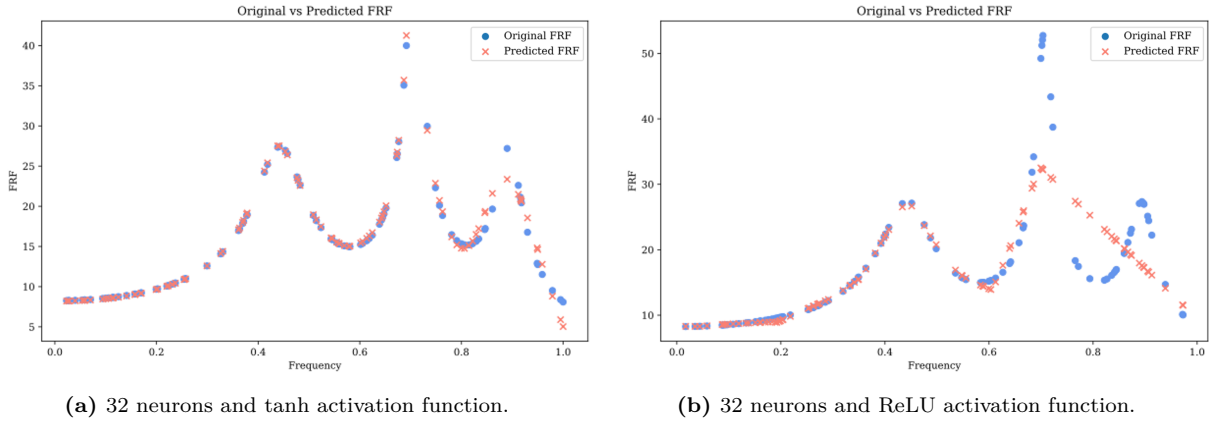 Original vs Predicted FRF
Original FRF
Predicted FRF
40
35
30
25
20
15
10
5
FRF
0.0 0.2 0.4 0.6 0.8 1.0
Frequency
(a) 32 neurons and tanh activation function.
Original vs Predicted FRF
Original FRF
Predicted FRF
50
40
30
20
10
FRF
0.0 0.2 0.4 0.6 0.8 1.0
Frequency
(b) 32 neurons and ReLU activation function.